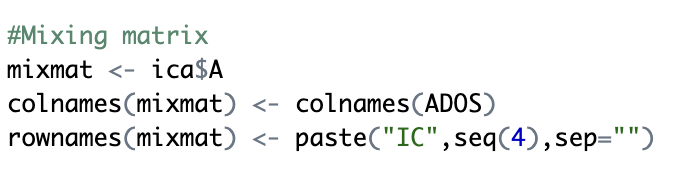 #Mixing matrix
mixmat <- ica$A
colnames(mixmat) <- colnames(ADOS)
rownames(mixmat) <- paste("IC",seq(4),sep="")